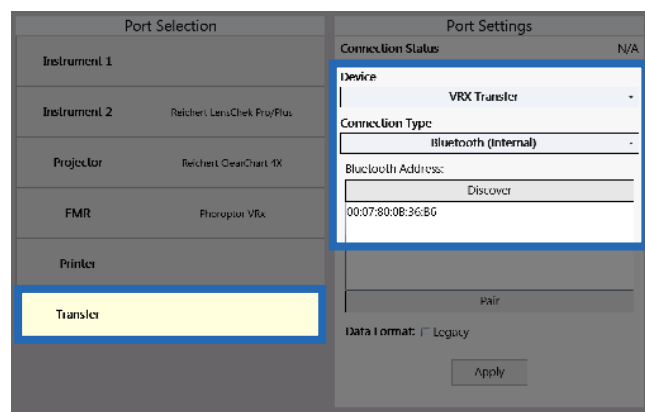 Port Selection
Instrument 1
Instrument 2 Reichert LensChek Pro/Plus
Projector Reichert ClearChart 4X
FMR Phoroptor VRx
Printer
Transfer
Port Settings
Connection Status N/A
Device
VRX Transfer
Connection Type
Bluetooth (Internal)
Bluetooth Address:
Discover
00:07:80:0B:36:B6
Pair
Data Format: Legacy
Apply